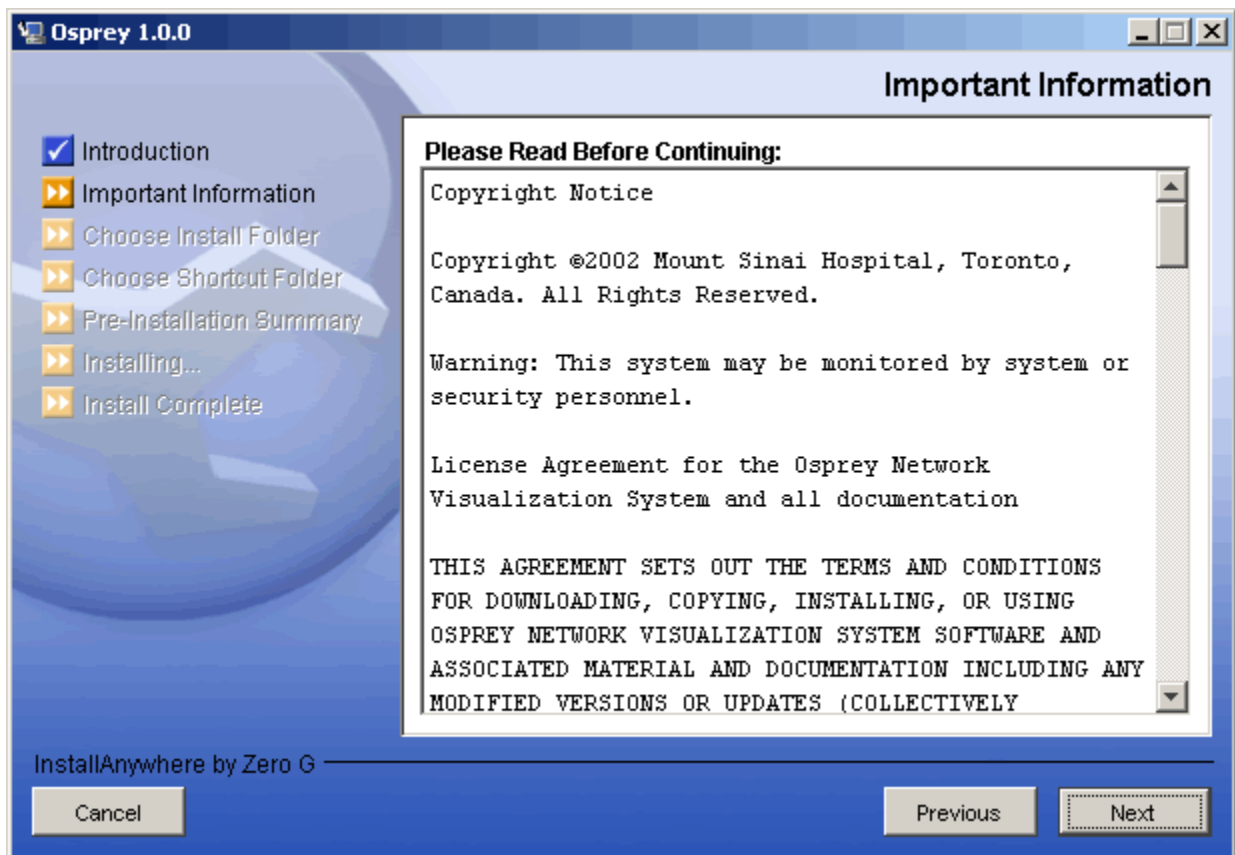 Osprey 1.0.0
Important Information
Introduction
Important Information
Choose Install Folder
Choose Shortcut Folder
Pre-Installation Summary
Installing...
Install Complete
Please Read Before Continuing:
Copyright Notice
Copyright ©2002 Mount Sinai Hospital, Toronto,
Canada. All Rights Reserved.
Warning: This system may be monitored by system or
security personnel.
License Agreement for the Osprey Network
Visualization System and all documentation
THIS AGREEMENT SETS OUT THE TERMS AND CONDITIONS
FOR DOWNLOADING, COPYING, INSTALLING, OR USING
OSPREY NETWORK VISUALIZATION SYSTEM SOFTWARE AND
ASSOCIATED MATERIAL AND DOCUMENTATION INCLUDING ANY
MODIFIED VERSIONS OR UPDATES (COLLECTIVELY
InstallAnywhere by Zero G
Cancel
Previous
Next